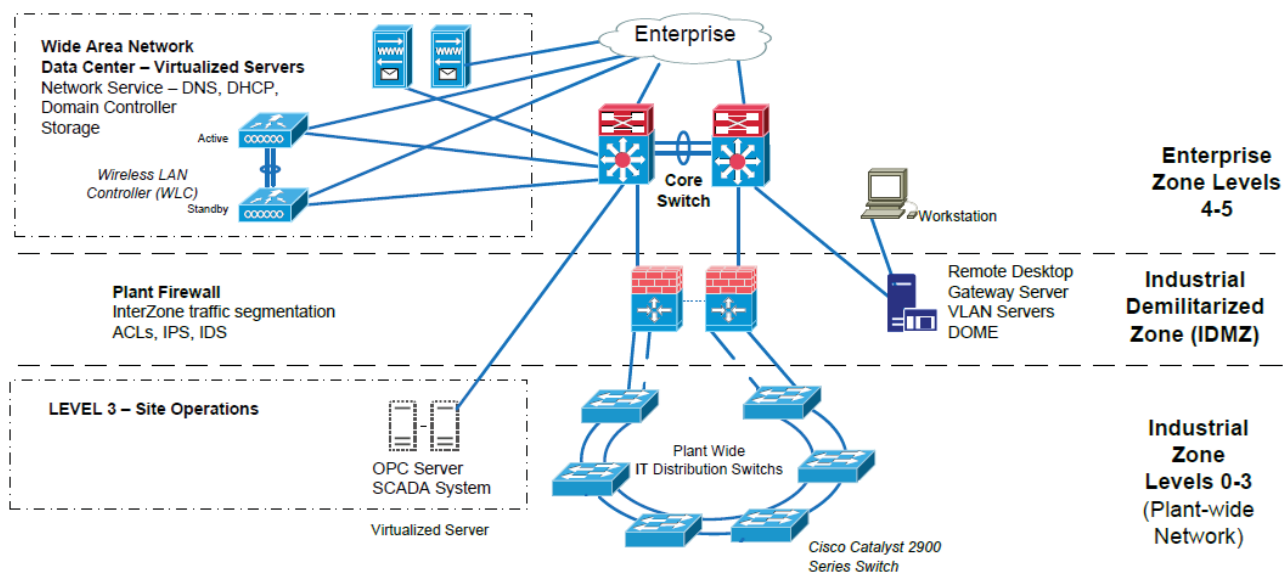 Wide Area Network
Data Center – Virtualized Servers
Network Service – DNS, DHCP,
Domain Controller
Storage
Active
Wireless LAN
Controller (WLC)
Standby
WWW
WWW
Enterprise
Core
Switch
Workstation
Enterprise
Zone Levels
4-5
Plant Firewall
InterZone traffic segmentation
ACLs, IPS, IDS
Remote Desktop
Gateway Server
VLAN Servers
DOME
Industrial
Demilitarized
Zone (IDMZ)
LEVEL 3 – Site Operations
OPC Server
SCADA System
Virtualized Server
Plant Wide
IT Distribution Switchs
Cisco Catalyst 2900
Series Switch
Industrial
Zone
Levels 0-3
(Plant-wide
Network)